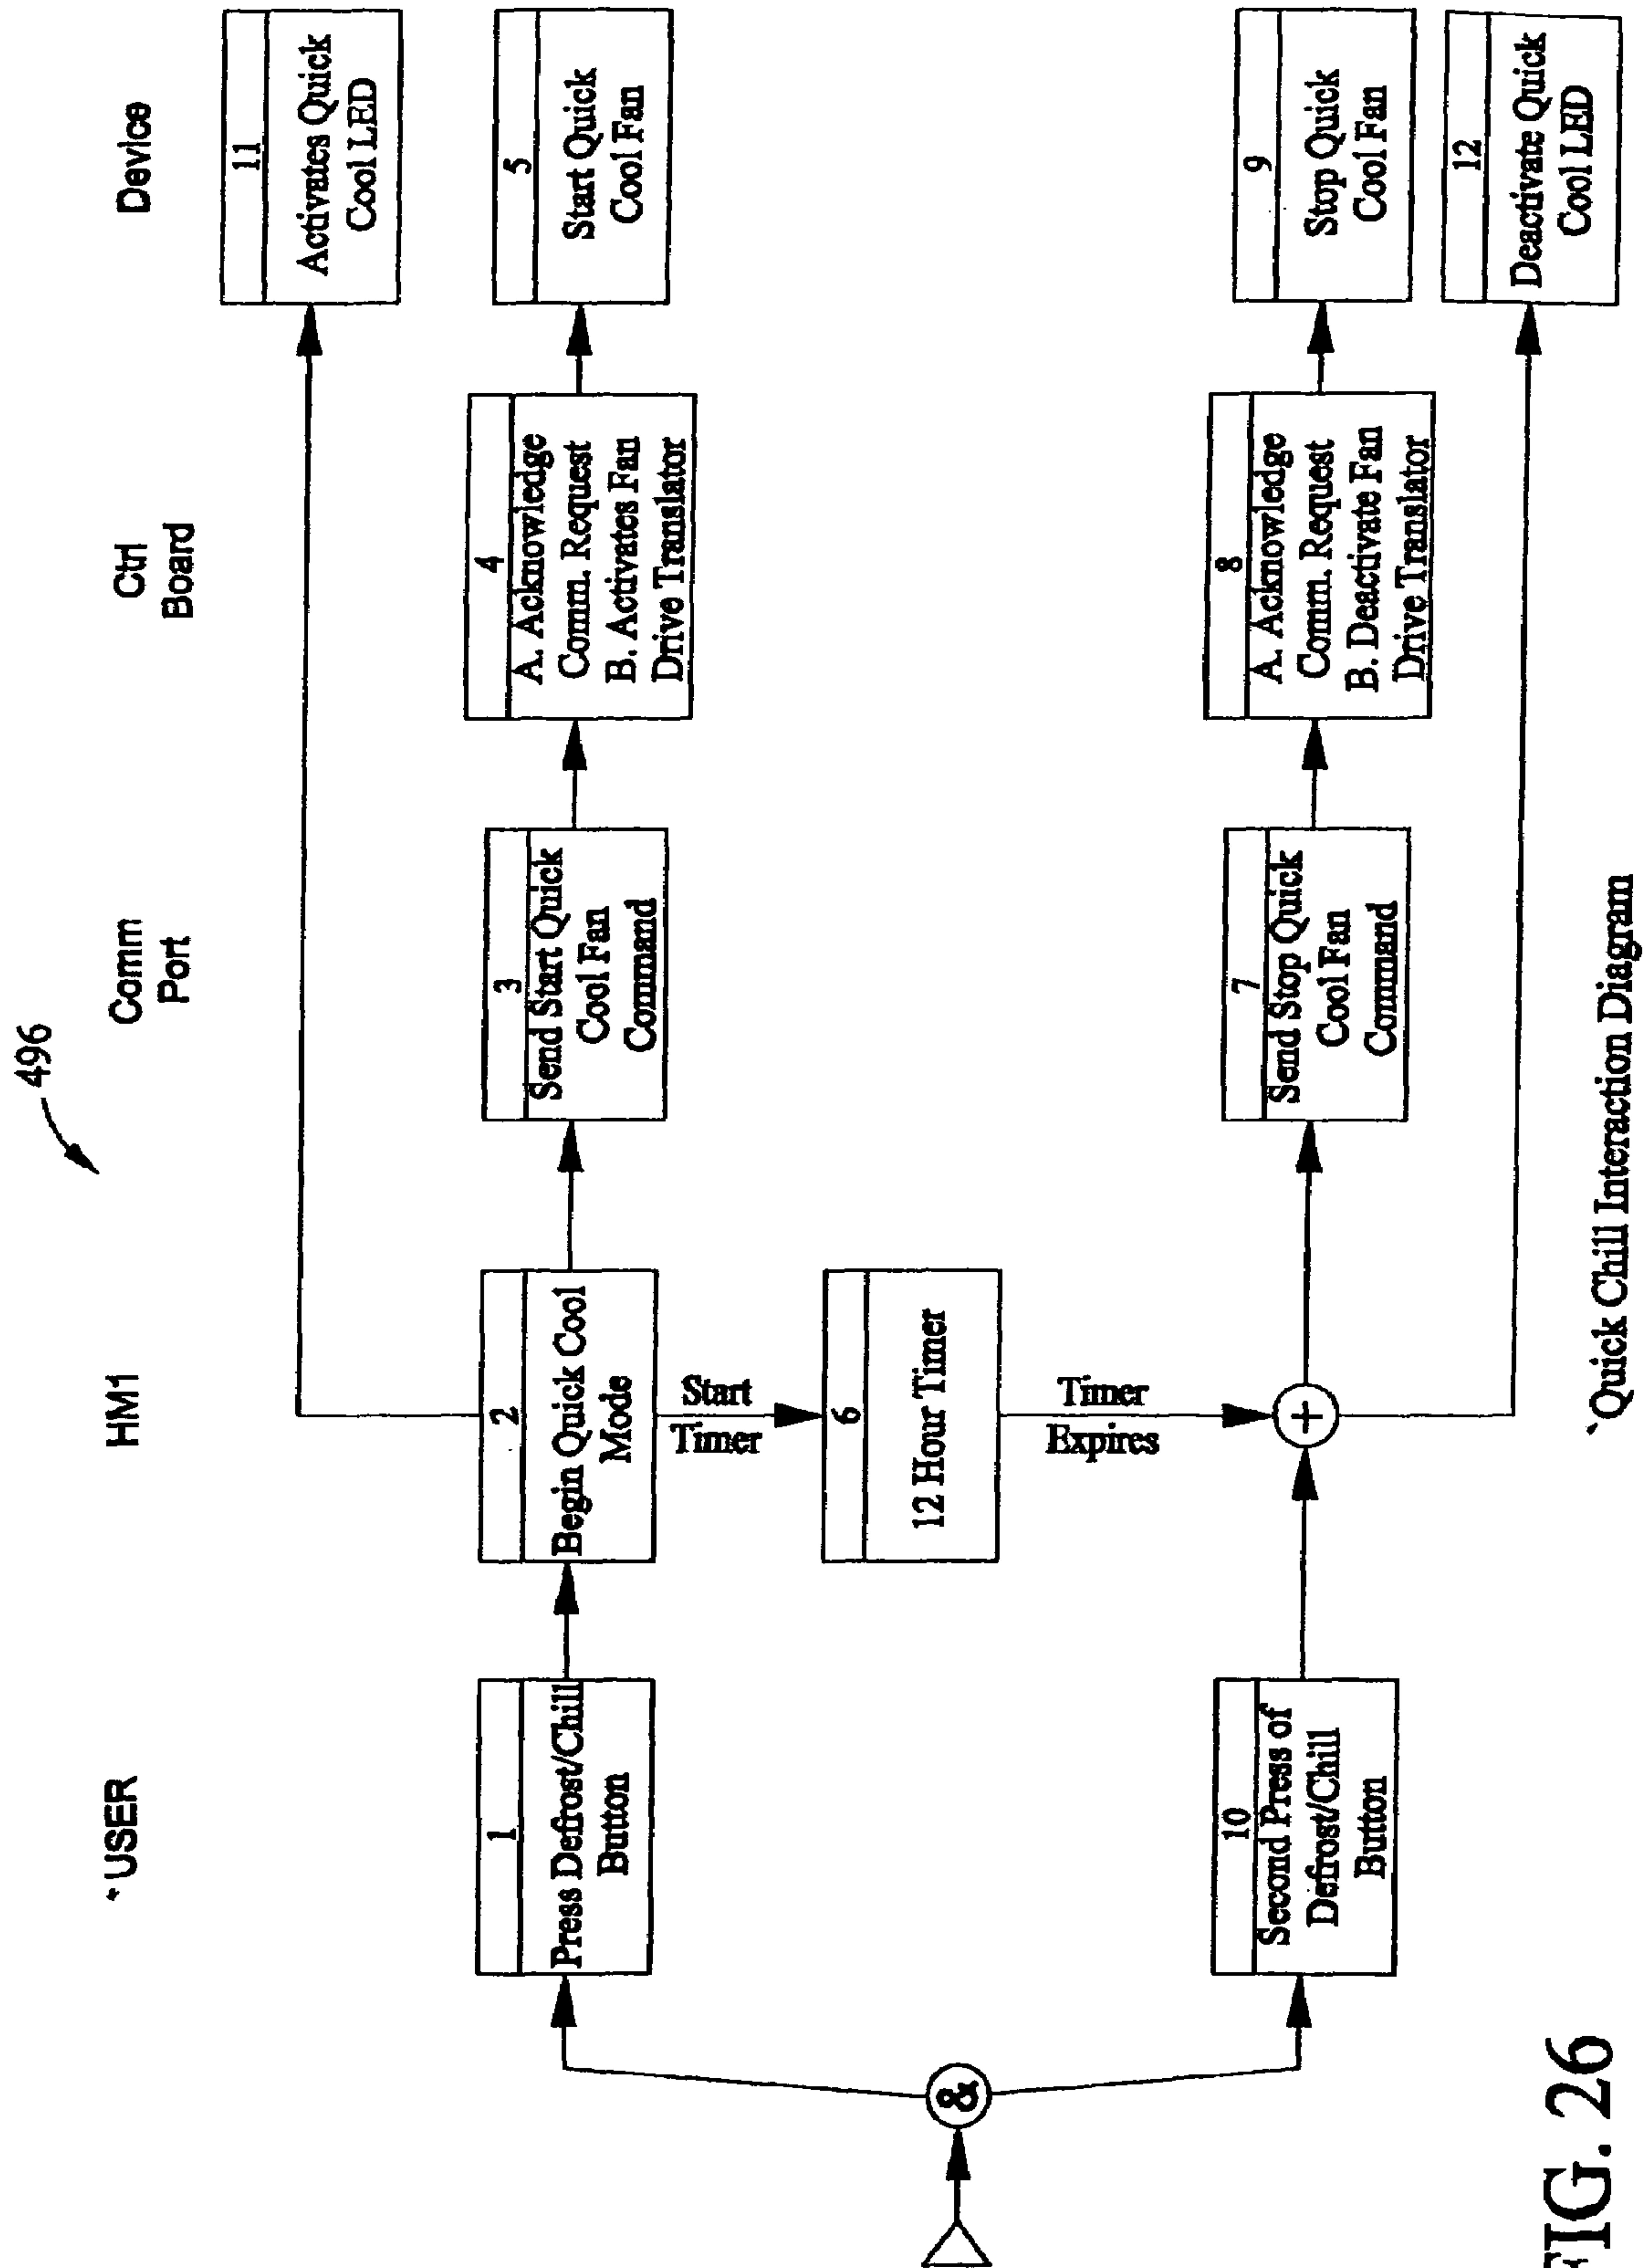 496
* USER
HM1
Comm
Port
Ctrl
Board
Device
11
Activates Quick
Cool LED
1
Press Defrost/Chill
Button
2
Begin Quick Cool
Mode
3
Send Start Quick
Cool Fan
Command
4
A. Acknowledge
Comm. Request
B. Activates Fan
Drive Translator
5
Start Quick
Cool Fan
Start
Timer
6
12 Hour Timer
Timer
Expires
&
10
Second Press of
Defrost/Chill
Button
+
7
Send Stop Quick
Cool Fan
Command
8
A. Acknowledge
Comm. Request
B. Deactivate Fan
Drive Translator
9
Stop Quick
Cool Fan
12
Deactivate Quick
Cool LED
`Quick Chill Interaction Diagram
FIG. 26